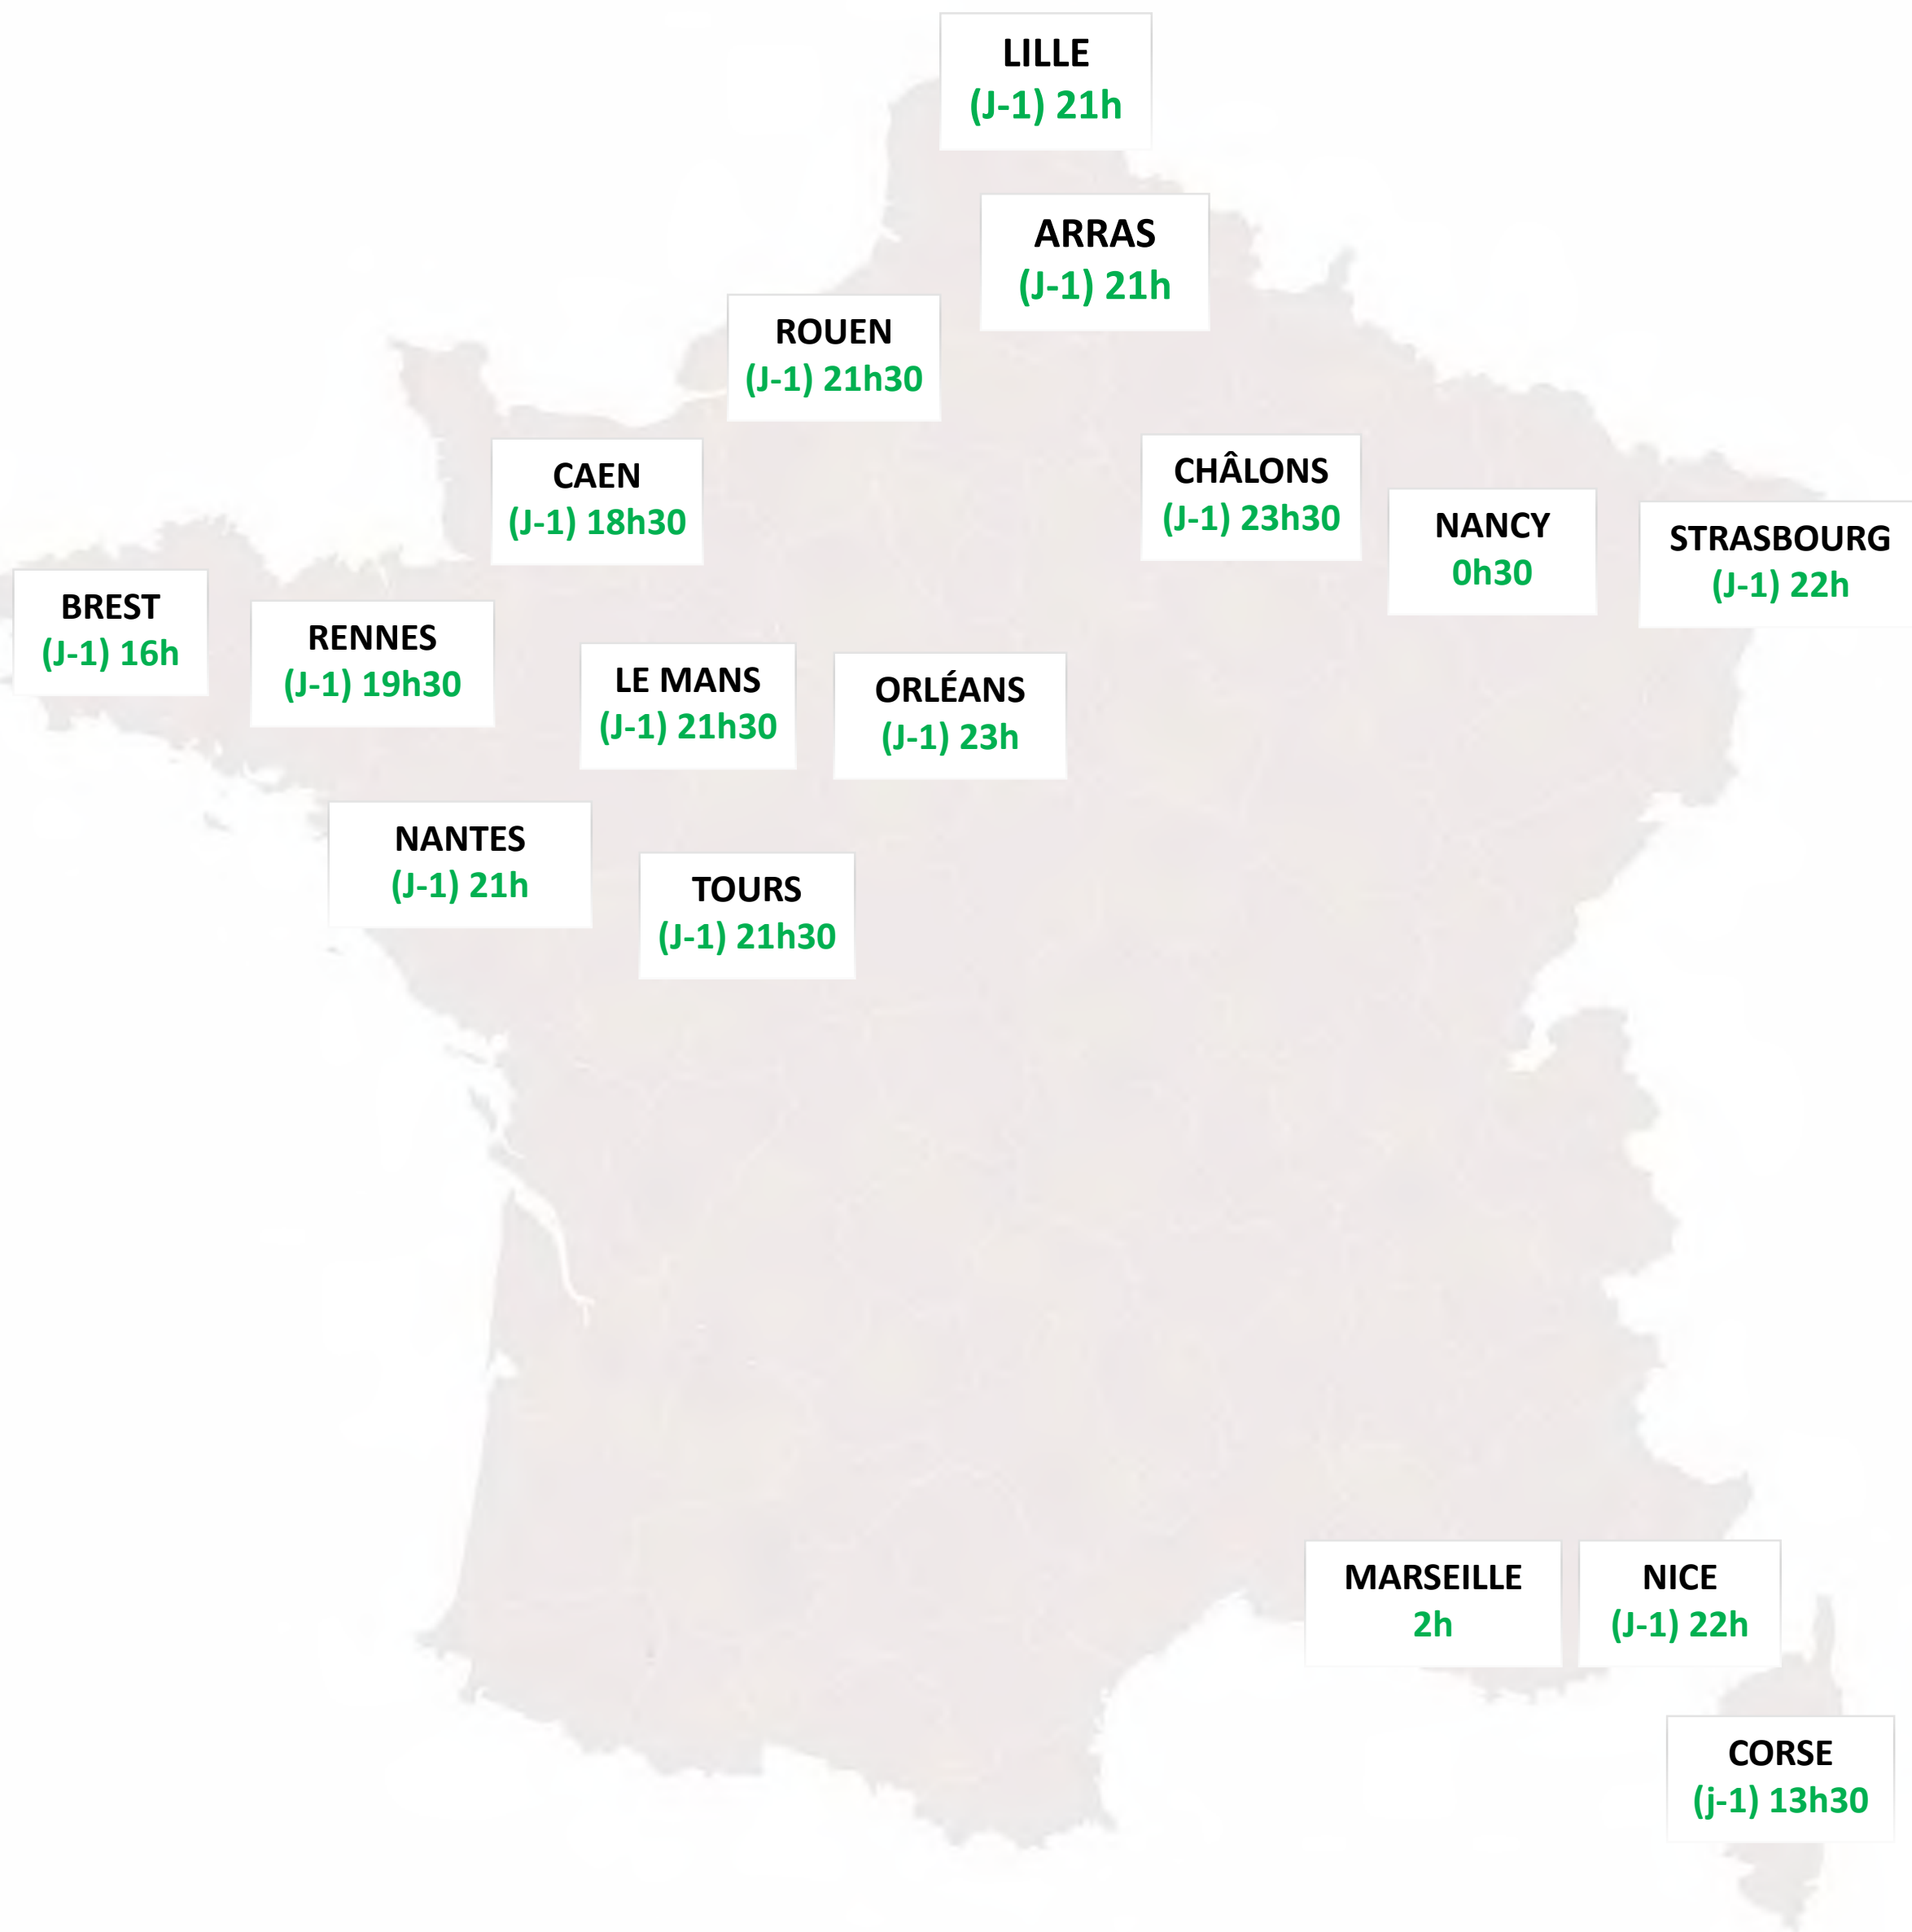 LILLE
(J-1) 21h
ARRAS
(J-1) 21h
ROUEN
(J-1) 21h30
CAEN
(J-1) 18h30
CHÂLONS
(J-1) 23h30
NANCY
0h30
STRASBOURG
(J-1) 22h
BREST
(J-1) 16h
RENNES
(J-1) 19h30
LE MANS
(J-1) 21h30
ORLÉANS
(J-1) 23h
NANTES
(J-1) 21h
TOURS
(J-1) 21h30
MARSEILLE
2h
NICE
(J-1) 22h
CORSE
(j-1) 13h30